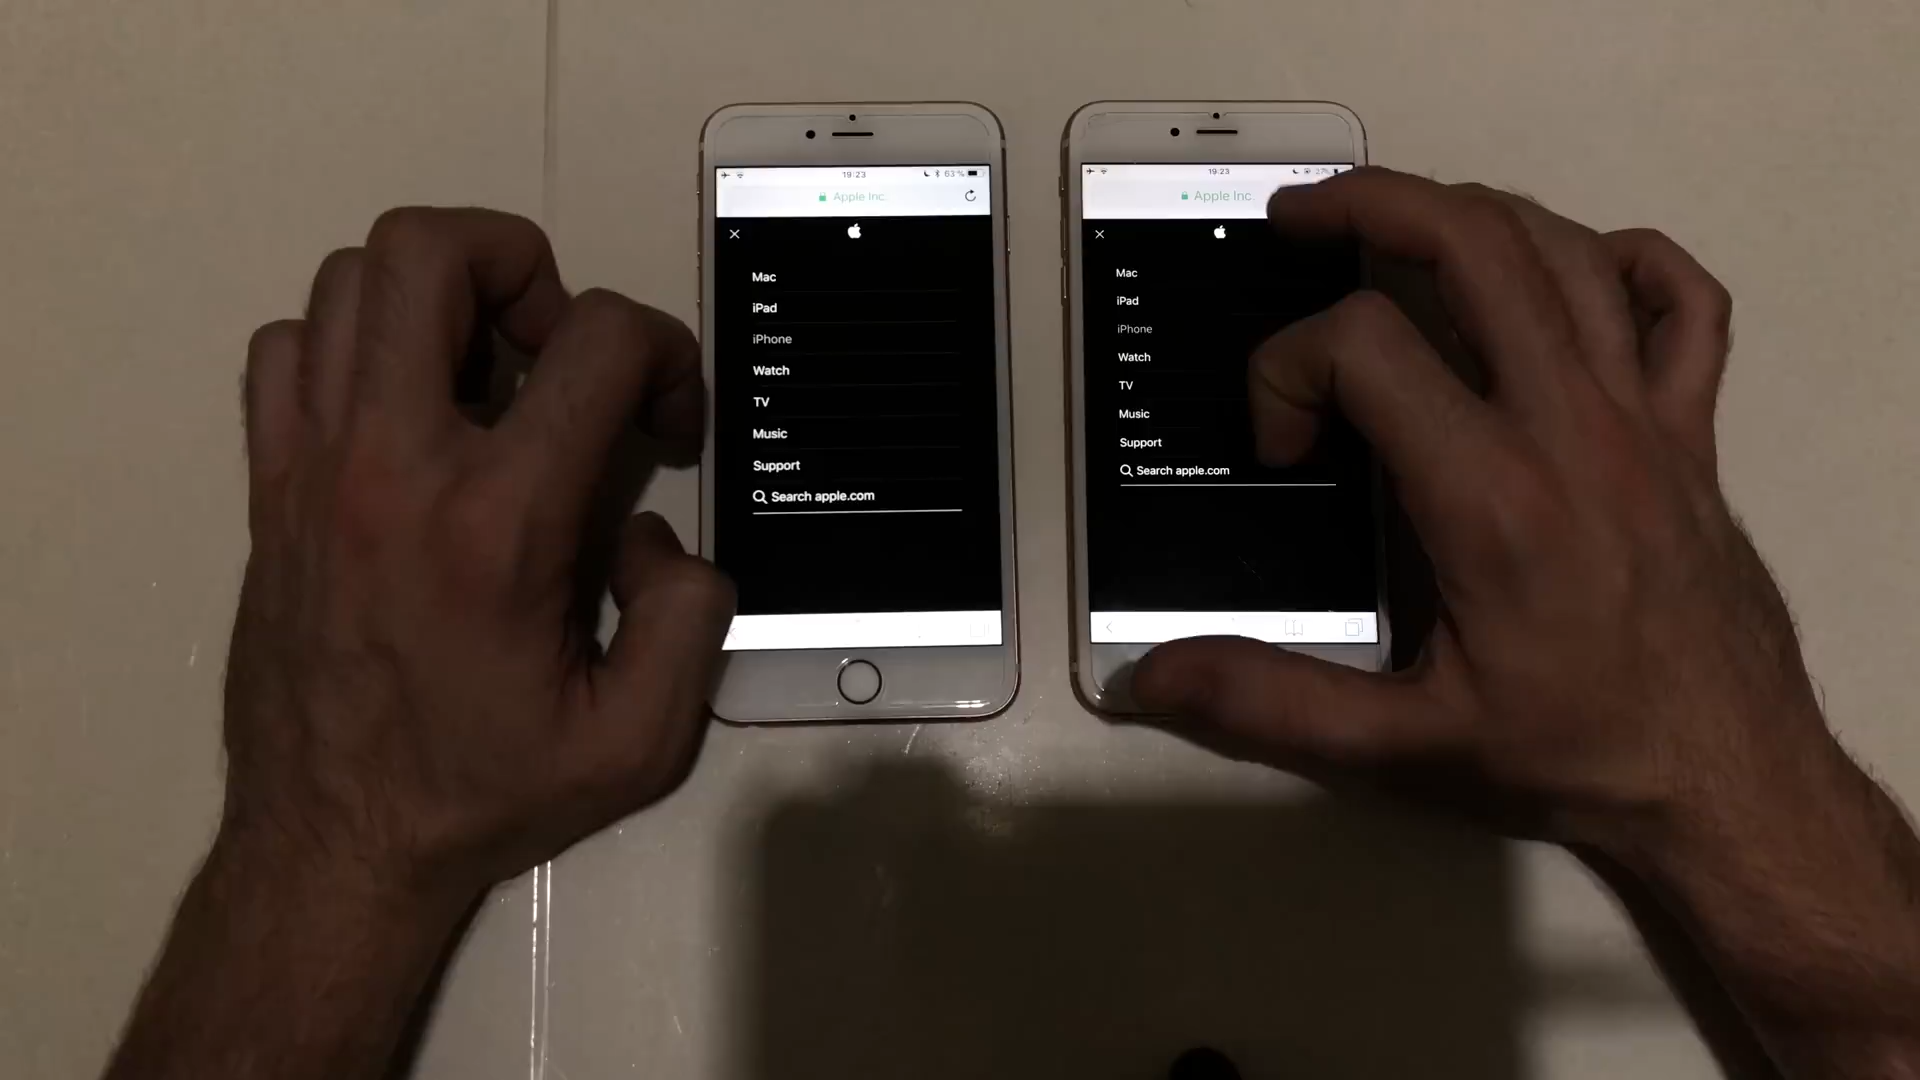 19:23
63 %
Apple Inc.
Mac
iPad
iPhone
Watch
TV
Music
Support
Search apple.com
19:23
27%
Apple Inc.
Mac
iPad
iPhone
Watch
TV
Music
Support
Search apple.com